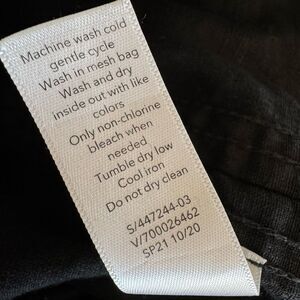 Machine wash cold
gentle cycle
Wash in mesh bag
Wash and dry
inside out with like
colors
Only non-chlorine
bleach when
needed
Tumble dry low
Cool iron
Do not dry clean
S/447244-03
V/700026462
SP21 10/20